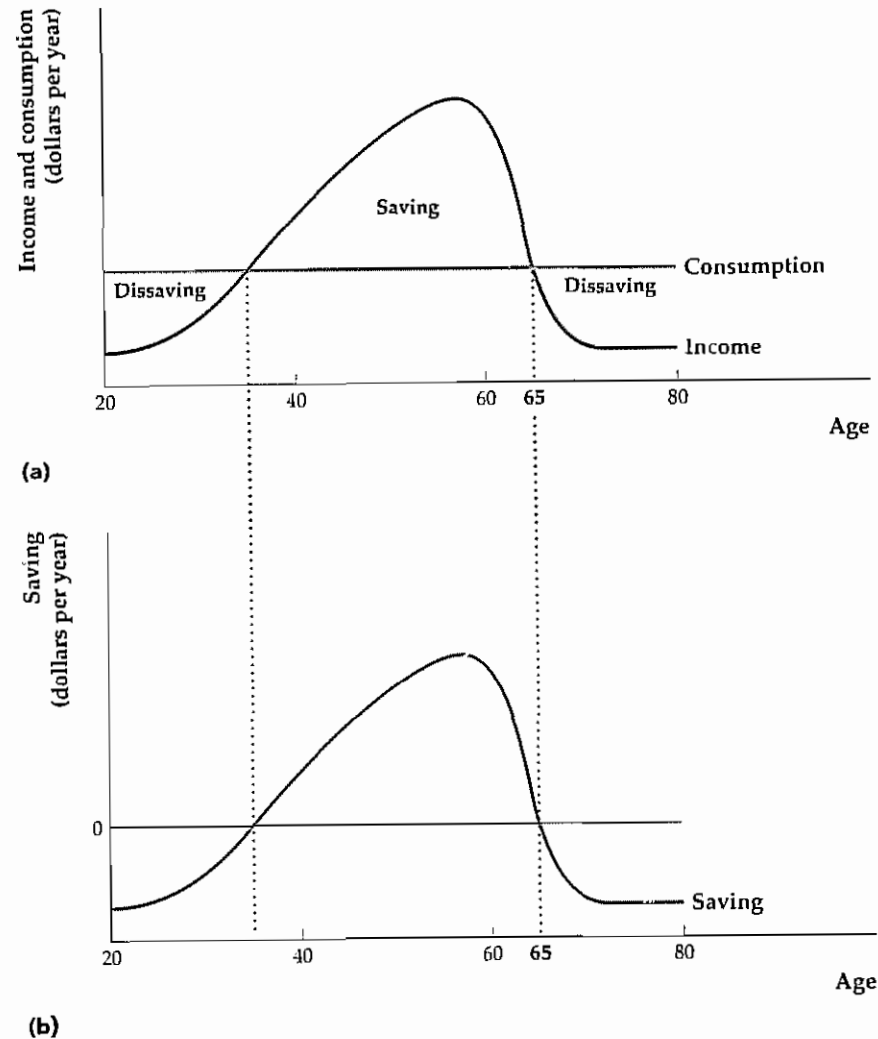 Income and consumption
(dollars per year)
Saving
Dissaving
Dissaving
Consumption
Income
20
40
60
65
80
Age
(a)
Saving
(dollars per year)
0
Saving
20
40
60
65
80
Age
(b)